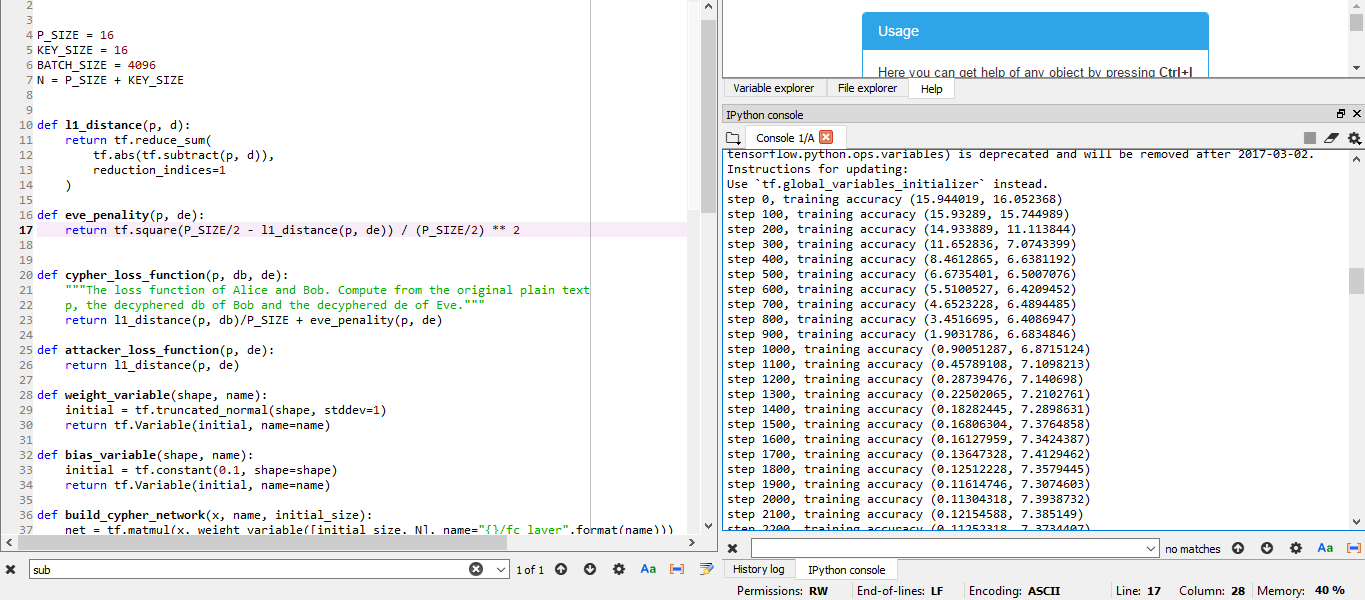 2
3
4 P_SIZE = 16
5 KEY_SIZE = 16
6 BATCH_SIZE = 4096
7 N = P_SIZE + KEY_SIZE
8
9
10 def l1_distance(p, d):
11     return tf.reduce_sum(
12         tf.abs(tf.subtract(p, d)),
13         reduction_indices=1
14     )
15
16 def eve_penality(p, de):
17     return tf.square(P_SIZE/2 - l1_distance(p, de)) / (P_SIZE/2) ** 2
18
19
20 def cypher_loss_function(p, db, de):
21     """The loss function of Alice and Bob. Compute from the original plain text
22     p, the decyphered db of Bob and the decyphered de of Eve."""
23     return l1_distance(p, db)/P_SIZE + eve_penality(p, de)
24
25 def attacker_loss_function(p, de):
26     return l1_distance(p, de)
27
28 def weight_variable(shape, name):
29     initial = tf.truncated_normal(shape, stddev=1)
30     return tf.Variable(initial, name=name)
31
32 def bias_variable(shape, name):
33     initial = tf.constant(0.1, shape=shape)
34     return tf.Variable(initial, name=name)
35
36 def build_cypher_network(x, name, initial_size):
37     net = tf.matmul(x, weight_variable([initial_size, N], name="{}/fc_layer".format(name)))
sub
1 of 1
Aa
Usage
Here you can get help of any object by pressing Ctrl+I
Variable explorer File explorer Help
IPython console
Console 1/A
tensorflow.python.ops.variables) is deprecated and will be removed after 2017-03-02.
Instructions for updating:
Use `tf.global_variables_initializer` instead.
step 0, training accuracy (15.944019, 16.052368)
step 100, training accuracy (15.93289, 15.744989)
step 200, training accuracy (14.933889, 11.113844)
step 300, training accuracy (11.652836, 7.0743399)
step 400, training accuracy (8.4612865, 6.6381192)
step 500, training accuracy (6.6735401, 6.5007076)
step 600, training accuracy (5.5100527, 6.4209452)
step 700, training accuracy (4.6523228, 6.4894485)
step 800, training accuracy (3.4516695, 6.4086947)
step 900, training accuracy (1.9031786, 6.6834846)
step 1000, training accuracy (0.90051287, 6.8715124)
step 1100, training accuracy (0.45789108, 7.1098213)
step 1200, training accuracy (0.28739476, 7.140698)
step 1300, training accuracy (0.22502065, 7.2102761)
step 1400, training accuracy (0.18282445, 7.2898631)
step 1500, training accuracy (0.16806304, 7.3764858)
step 1600, training accuracy (0.16127959, 7.3424387)
step 1700, training accuracy (0.13647328, 7.4129462)
step 1800, training accuracy (0.12512228, 7.3579445)
step 1900, training accuracy (0.11614746, 7.3074603)
step 2000, training accuracy (0.11304318, 7.3938732)
step 2100, training accuracy (0.12154588, 7.385149)
step 2200, training accuracy (0.11252318, 7.3734407)
no matches
Aa
History log IPython console
Permissions: RW End-of-lines: LF Encoding: ASCII Line: 17 Column: 28 Memory: 40 %